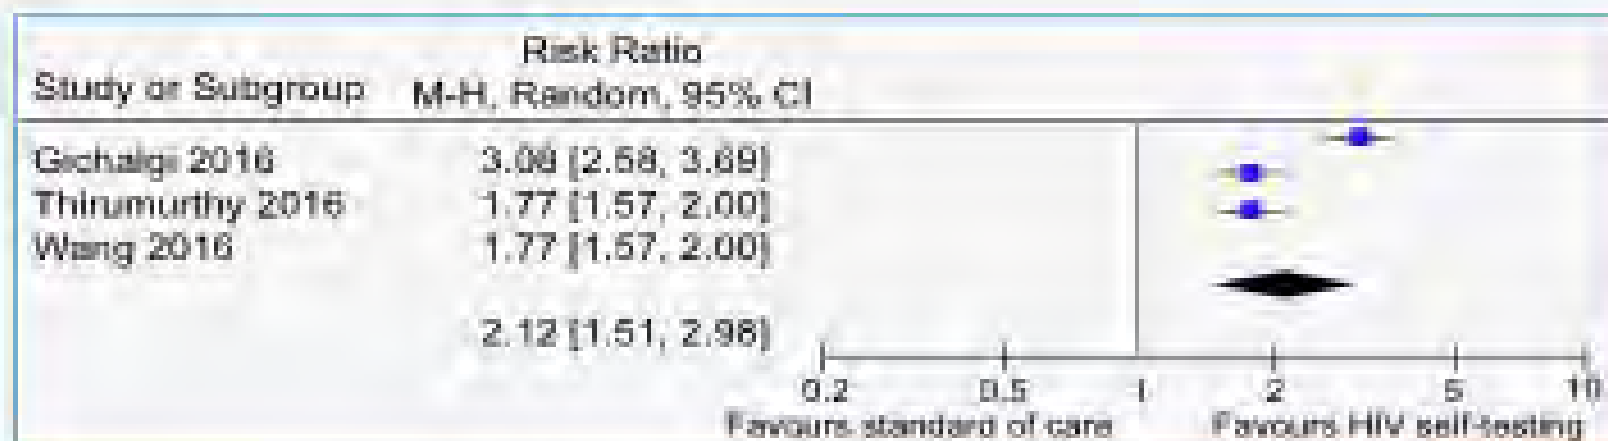 Risk Ratio
Study or Subgroup M-H, Random, 95% CI
Gichalgi 2016 3.08 [2.58, 3.69]
Thirumurthy 2016 1.77 [1.57, 2.00]
Wang 2016 1.77 [1.57, 2.00]
2.12 [1.51, 2.98]
0.2 0.5 1 2 5 10
Favours standard of care Favours HIV self-testing